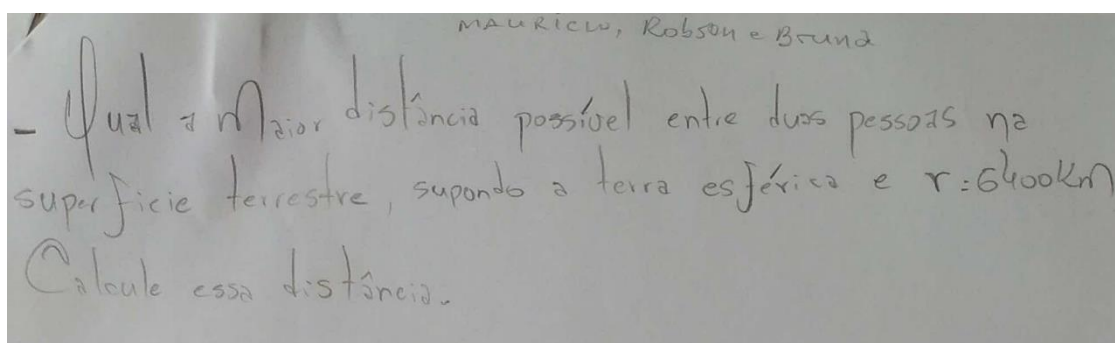 MAURICIO, Robson e Bruna
- Qual a Maior distância possível entre duas pessoas na
superfície terrestre, supondo a terra esférica e r=6400Km
Calcule essa distância.